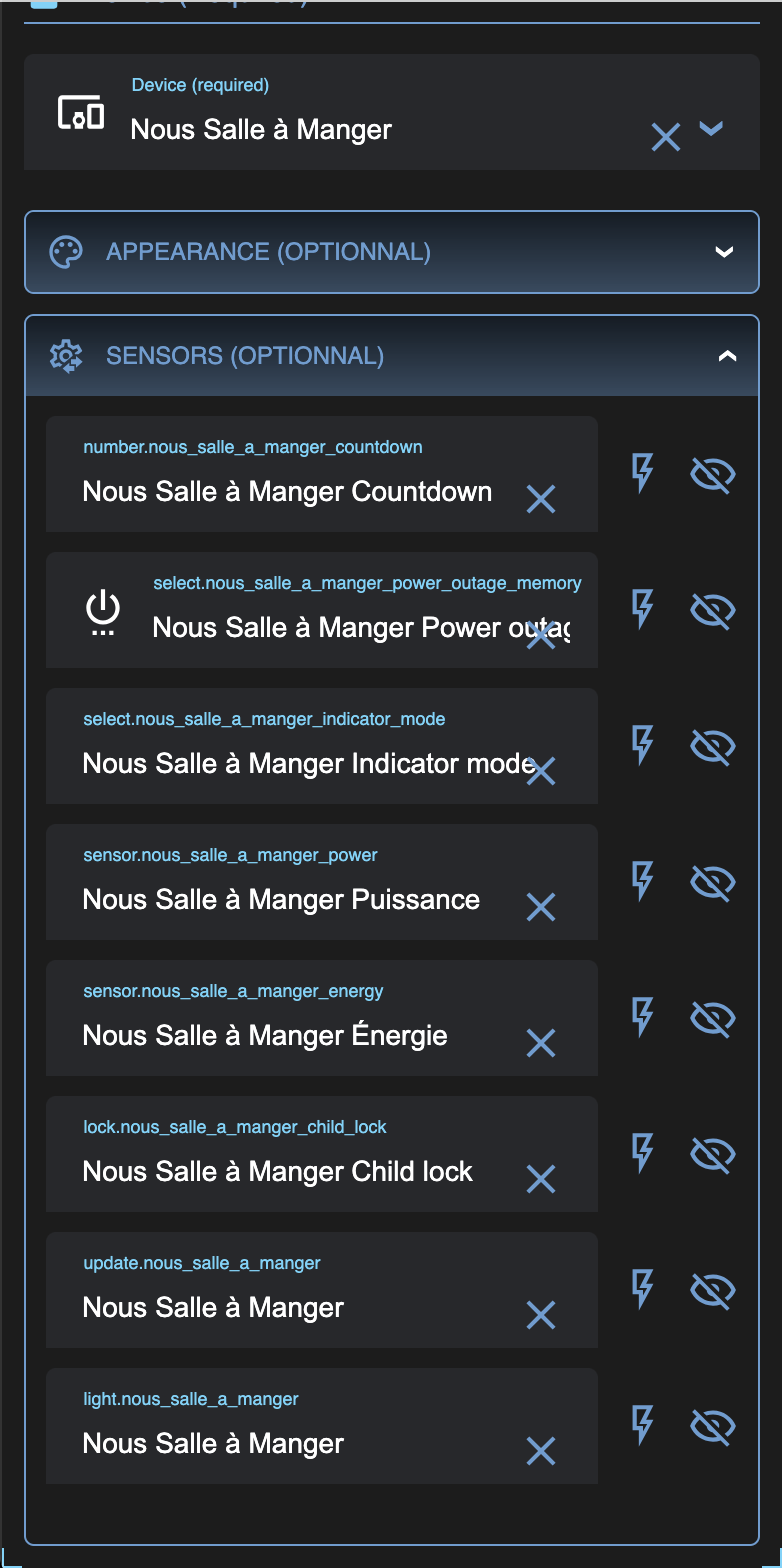 Device (required)
Nous Salle à Manger
APPEARANCE (OPTIONNAL)
SENSORS (OPTIONNAL)
number.nous_salle_a_manger_countdown
Nous Salle à Manger Countdown
select.nous_salle_a_manger_power_outage_memory
Nous Salle à Manger Power outag
select.nous_salle_a_manger_indicator_mode
Nous Salle à Manger Indicator mode
sensor.nous_salle_a_manger_power
Nous Salle à Manger Puissance
sensor.nous_salle_a_manger_energy
Nous Salle à Manger Énergie
lock.nous_salle_a_manger_child_lock
Nous Salle à Manger Child lock
update.nous_salle_a_manger
Nous Salle à Manger
light.nous_salle_a_manger
Nous Salle à Manger